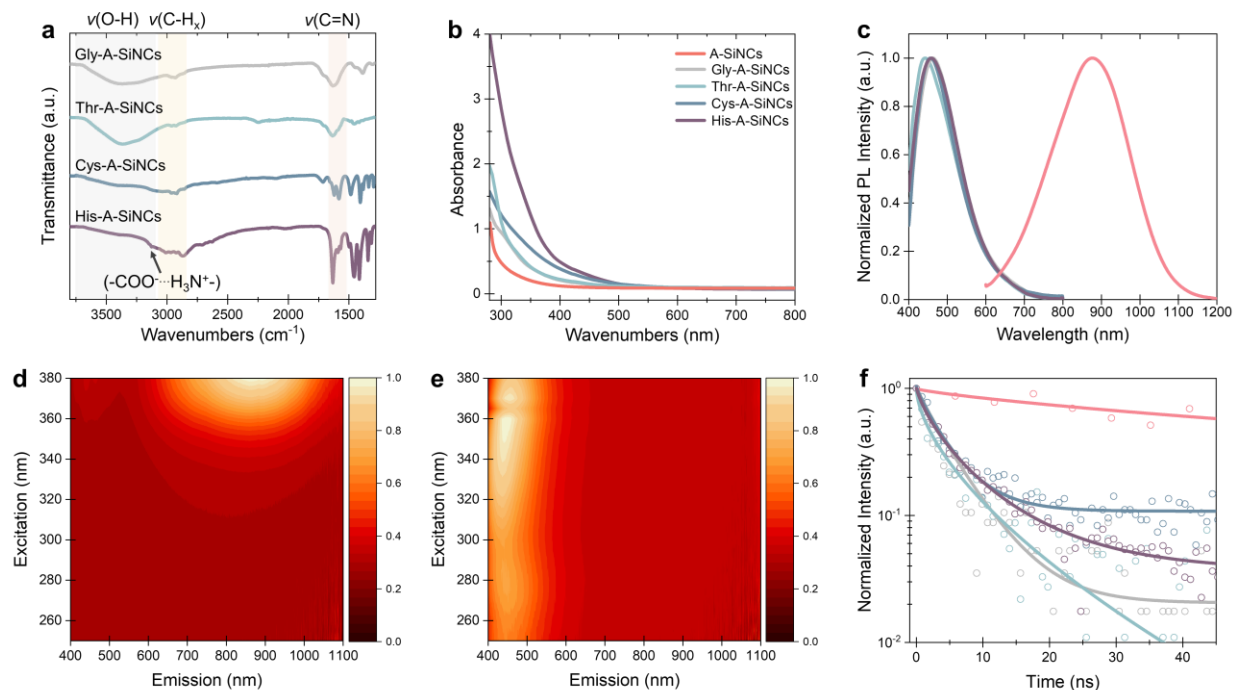 ν(O-H) ν(C-Hₓ) ν(C=N)
a
Gly-A-SiNCs
Thr-A-SiNCs
Cys-A-SiNCs
His-A-SiNCs
(-COO⁻···H₃N⁺-)
Transmittance (a.u.)
3500 3000 2500 2000 1500
Wavenumbers (cm⁻¹)
b
A-SiNCs
Gly-A-SiNCs
Thr-A-SiNCs
Cys-A-SiNCs
His-A-SiNCs
Absorbance
4
3
2
1
0
300 400 500 600 700 800
Wavenumbers (nm)
c
Normalized PL Intensity (a.u.)
1.0
0.8
0.6
0.4
0.2
0.0
400 500 600 700 800 900 1000 1200
Wavelength (nm)
d
Excitation (nm)
380
360
340
320
300
280
260
400 500 600 700 800 900 1100
Emission (nm)
1.0
0.8
0.6
0.4
0.2
0.0
e
Excitation (nm)
380
360
340
320
300
280
260
400 500 600 700 800 900 1100
Emission (nm)
1.0
0.8
0.6
0.4
0.2
0.0
f
Normalized Intensity (a.u.)
10⁰
10⁻¹
10⁻²
0 10 20 30 40
Time (ns)